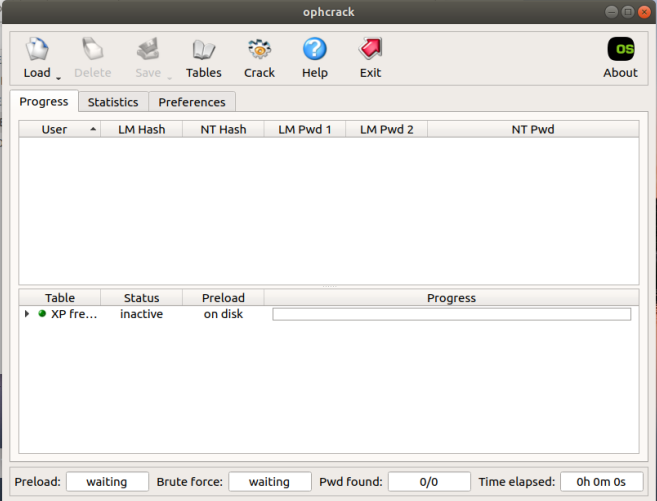 ophcrack
Load Delete Save Tables Crack Help Exit About
OS
Progress Statistics Preferences
User LM Hash NT Hash LM Pwd 1 LM Pwd 2 NT Pwd
Table Status Preload Progress
XP fre... inactive on disk
Preload: waiting Brute force: waiting Pwd found: 0/0 Time elapsed: 0h 0m 0s